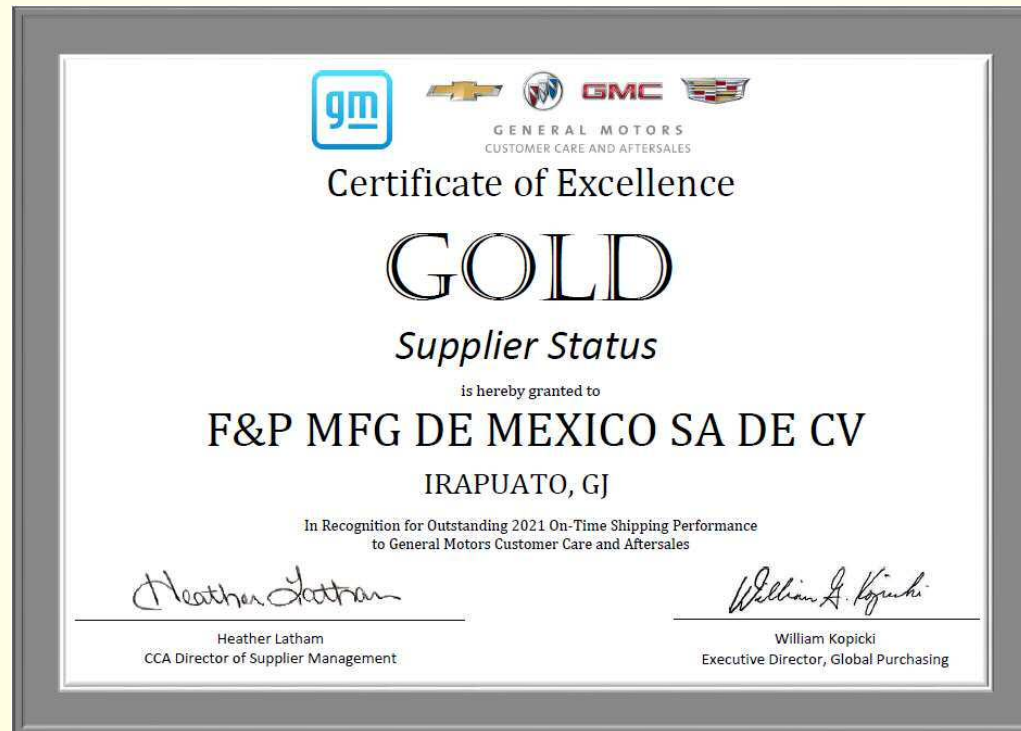 gm
GMC
GENERAL MOTORS
CUSTOMER CARE AND AFTERSALES
Certificate of Excellence
GOLD
Supplier Status
is hereby granted to
F&P MFG DE MEXICO SA DE CV
IRAPUATO, GJ
In Recognition for Outstanding 2021 On-Time Shipping Performance
to General Motors Customer Care and Aftersales
Heather Latham
William G. Kopicki
Heather Latham
CCA Director of Supplier Management
William Kopicki
Executive Director, Global Purchasing